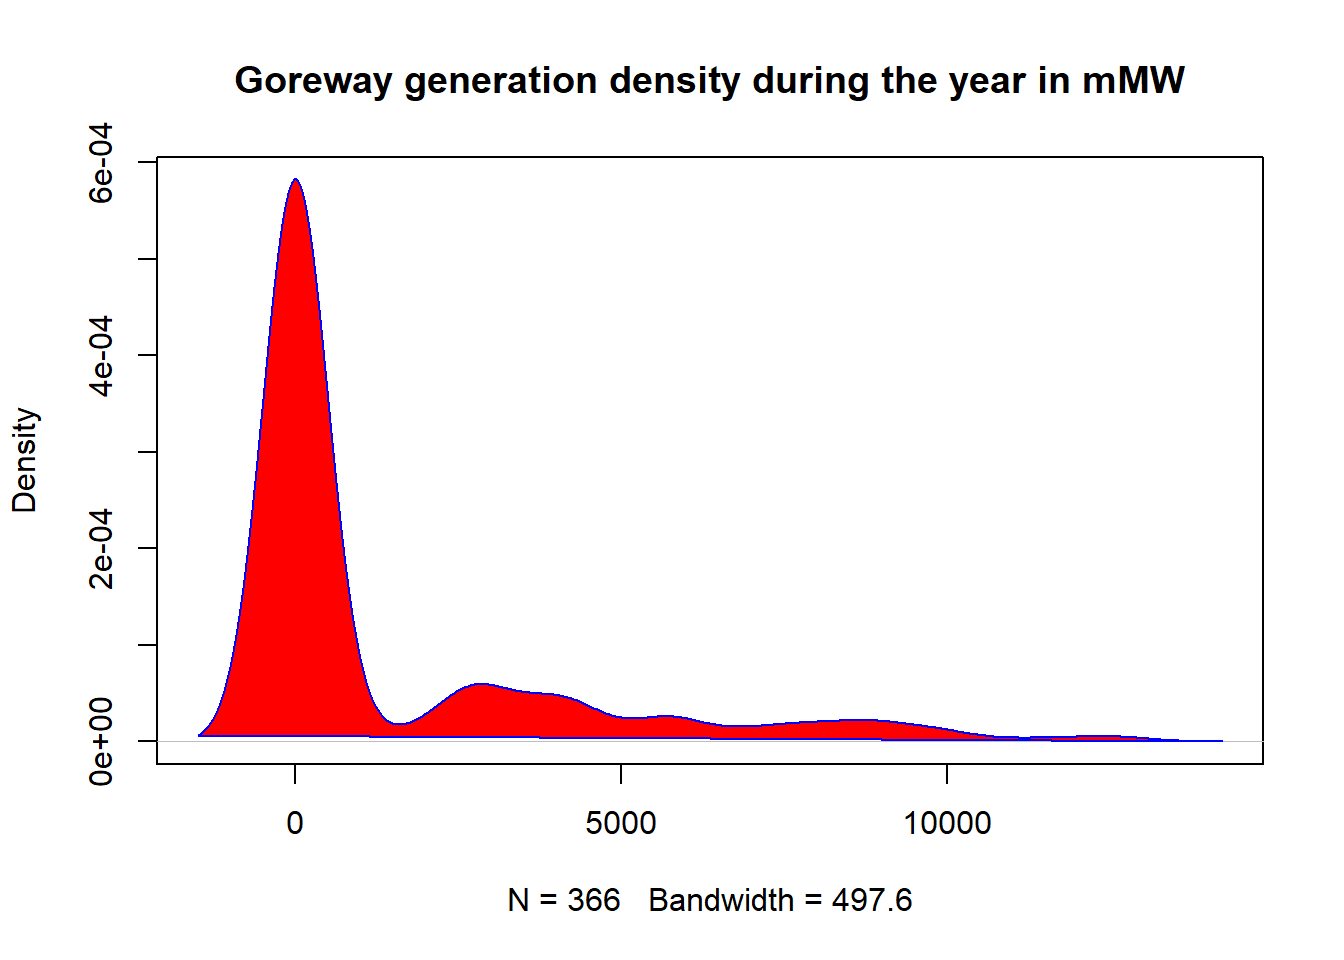 Goreway generation density during the year in mMW
Density
6e-04
4e-04
2e-04
0e+00
0 5000 10000
N = 366 Bandwidth = 497.6